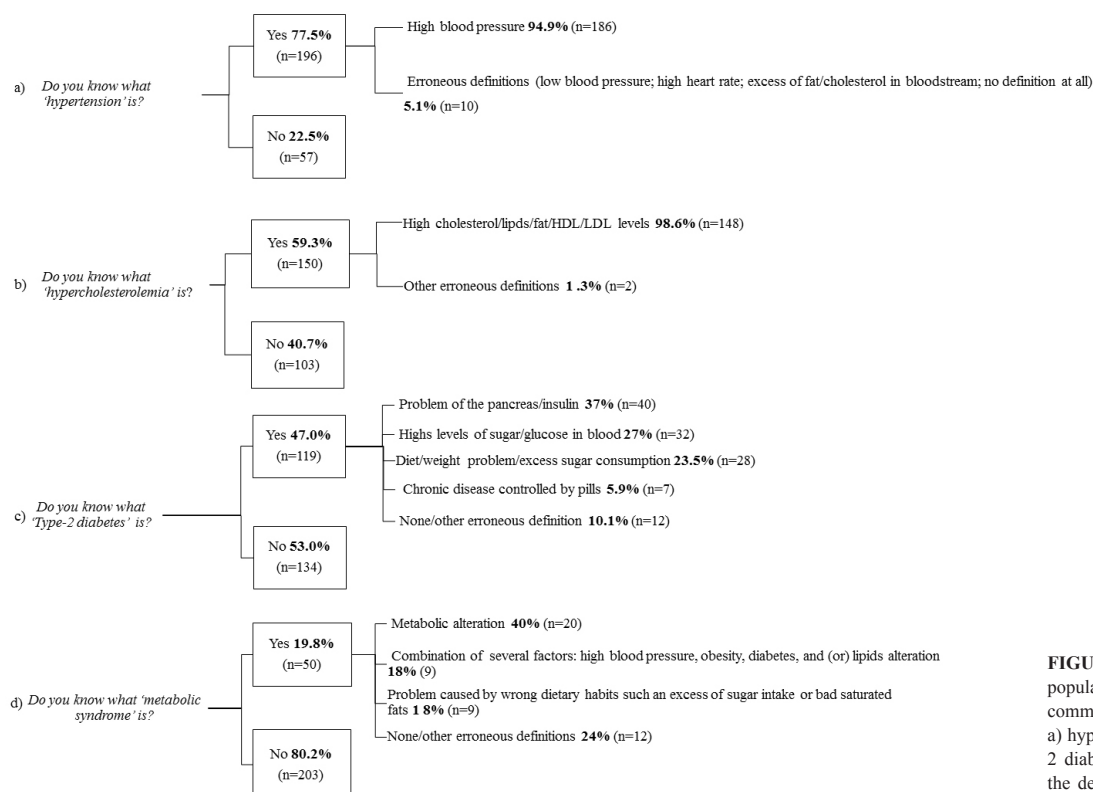 a) Do you know what
'hypertension' is?
Yes 77.5%
(n=196)
High blood pressure 94.9% (n=186)
Erroneous definitions (low blood pressure; high heart rate; excess of fat/cholesterol in bloodstream; no definition at all)
5.1% (n=10)
No 22.5%
(n=57)
b) Do you know what
'hypercholesterolemia' is?
Yes 59.3%
(n=150)
High cholesterol/lipds/fat/HDL/LDL levels 98.6% (n=148)
Other erroneous definitions 1 .3% (n=2)
No 40.7%
(n=103)
c) Do you know what
'Type-2 diabetes' is?
Yes 47.0%
(n=119)
Problem of the pancreas/insulin 37% (n=40)
Highs levels of sugar/glucose in blood 27% (n=32)
Diet/weight problem/excess sugar consumption 23.5% (n=28)
Chronic disease controlled by pills 5.9% (n=7)
None/other erroneous definition 10.1% (n=12)
No 53.0%
(n=134)
d) Do you know what 'metabolic
syndrome' is?
Yes 19.8%
(n=50)
Metabolic alteration 40% (n=20)
Combination of several factors: high blood pressure, obesity, diabetes, and (or) lipids alteration
18% (9)
Problem caused by wrong dietary habits such an excess of sugar intake or bad saturated
fats 1 8% (n=9)
None/other erroneous definitions 24% (n=12)
No 80.2%
(n=203)